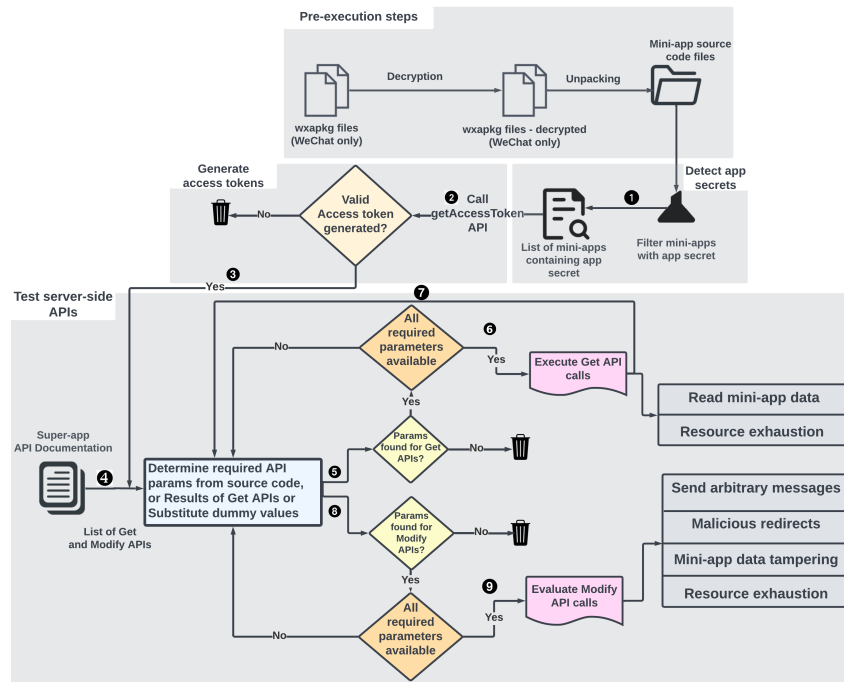 Pre-execution steps
Mini-app source
code files
Decryption
Unpacking
wxapkg files
(WeChat only)
wxapkg files - decrypted
(WeChat only)
Generate
access tokens
Detect app
secrets
No
Valid
Access token
generated?
2
Call
getAccessToken
API
1
List of mini-apps
containing app
secret
Filter mini-apps
with app secret
3
Yes
Test server-side
APIs
7
All
required
parameters
available
No
6
Yes
Execute Get API
calls
Read mini-app data
Resource exhaustion
Yes
Super-app
API Documentation
4
List of Get
and Modify APIs
Determine required API
params from source code,
or Results of Get APIs or
Substitute dummy values
5
Params
found for Get
APIs?
No
8
Params
found for
Modify
APIs?
No
Send arbitrary messages
Malicious redirects
Mini-app data tampering
Resource exhaustion
Yes
9
Yes
Evaluate Modify
API calls
All
required
parameters
available
No